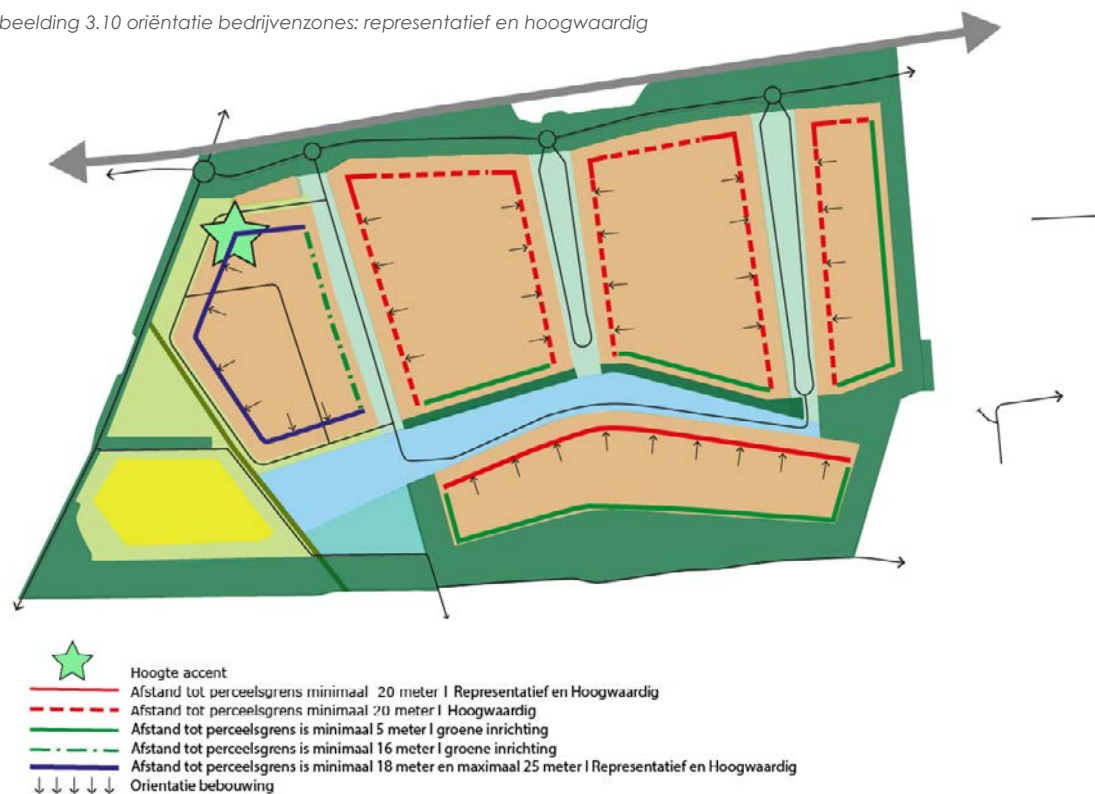 beelding 3.10 oriëntatie bedrijvenzones: representatief en hoogwaardig
Hoogte accent
Afstand tot perceelsgrens minimaal 20 meter I Representatief en Hoogwaardig
Afstand tot perceelsgrens minimaal 20 meter I Hoogwaardig
Afstand tot perceelsgrens is minimaal 5 meter I groene inrichting
Afstand tot perceelsgrens is minimaal 16 meter I groene inrichting
Afstand tot perceelsgrens is minimaal 18 meter en maximaal 25 meter I Representatief en Hoogwaardig
Orientatie bebouwing